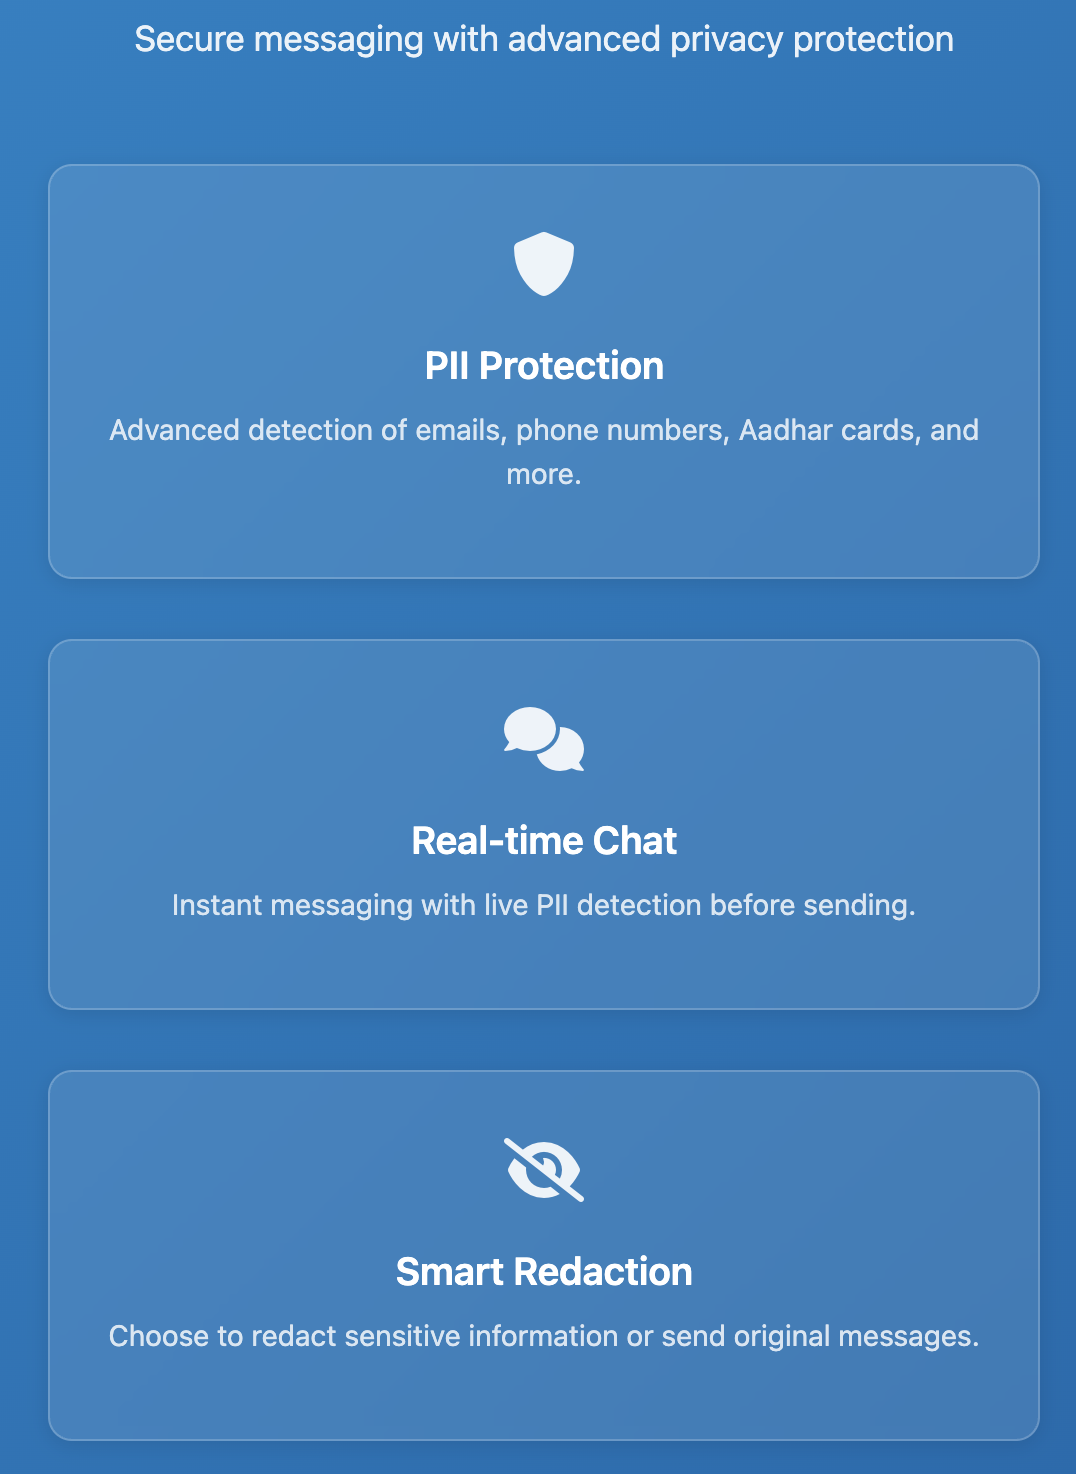 Secure messaging with advanced privacy protection
PII Protection
Advanced detection of emails, phone numbers, Aadhar cards, and
more.
Real-time Chat
Instant messaging with live PII detection before sending.
Smart Redaction
Choose to redact sensitive information or send original messages.